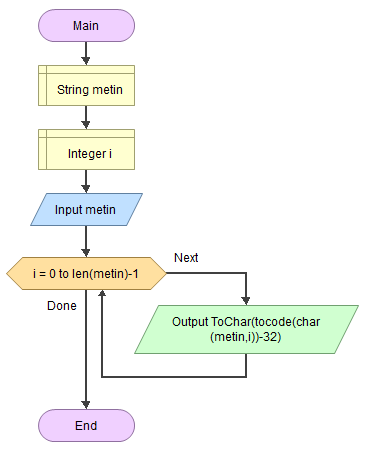 Main
String metin
Integer i
Input metin
i = 0 to len(metin)-1
Next
Done
Output ToChar(tocode(char
(metin,i))-32)
End